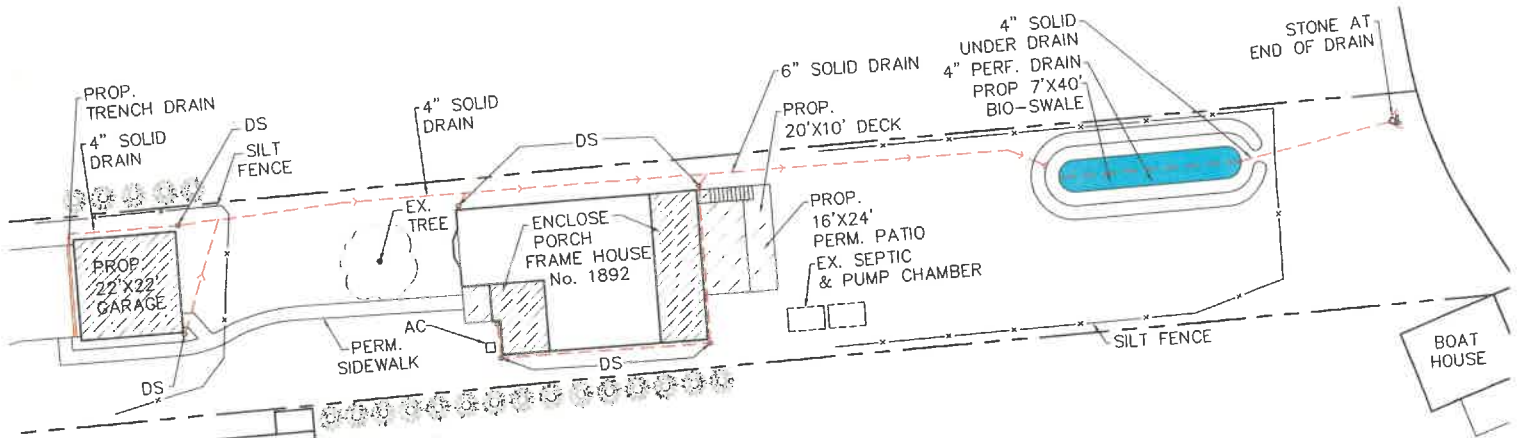 PROP.
TRENCH DRAIN
4" SOLID
DRAIN
DS
SILT
FENCE
4" SOLID
DRAIN
DS
6" SOLID DRAIN
PROP.
20'X10' DECK
4" SOLID
UNDER DRAIN
4" PERF. DRAIN
PROP 7'X40'
BIO-SWALE
STONE AT
END OF DRAIN
PROP.
22'X22'
GARAGE
EX.
TREE
ENCLOSE
PORCH
FRAME HOUSE
No. 1892
PROP.
16'X24'
PERM. PATIO
EX. SEPTIC
& PUMP CHAMBER
AC
PERM.
SIDEWALK
DS
DS
SILT FENCE
BOAT
HOUSE